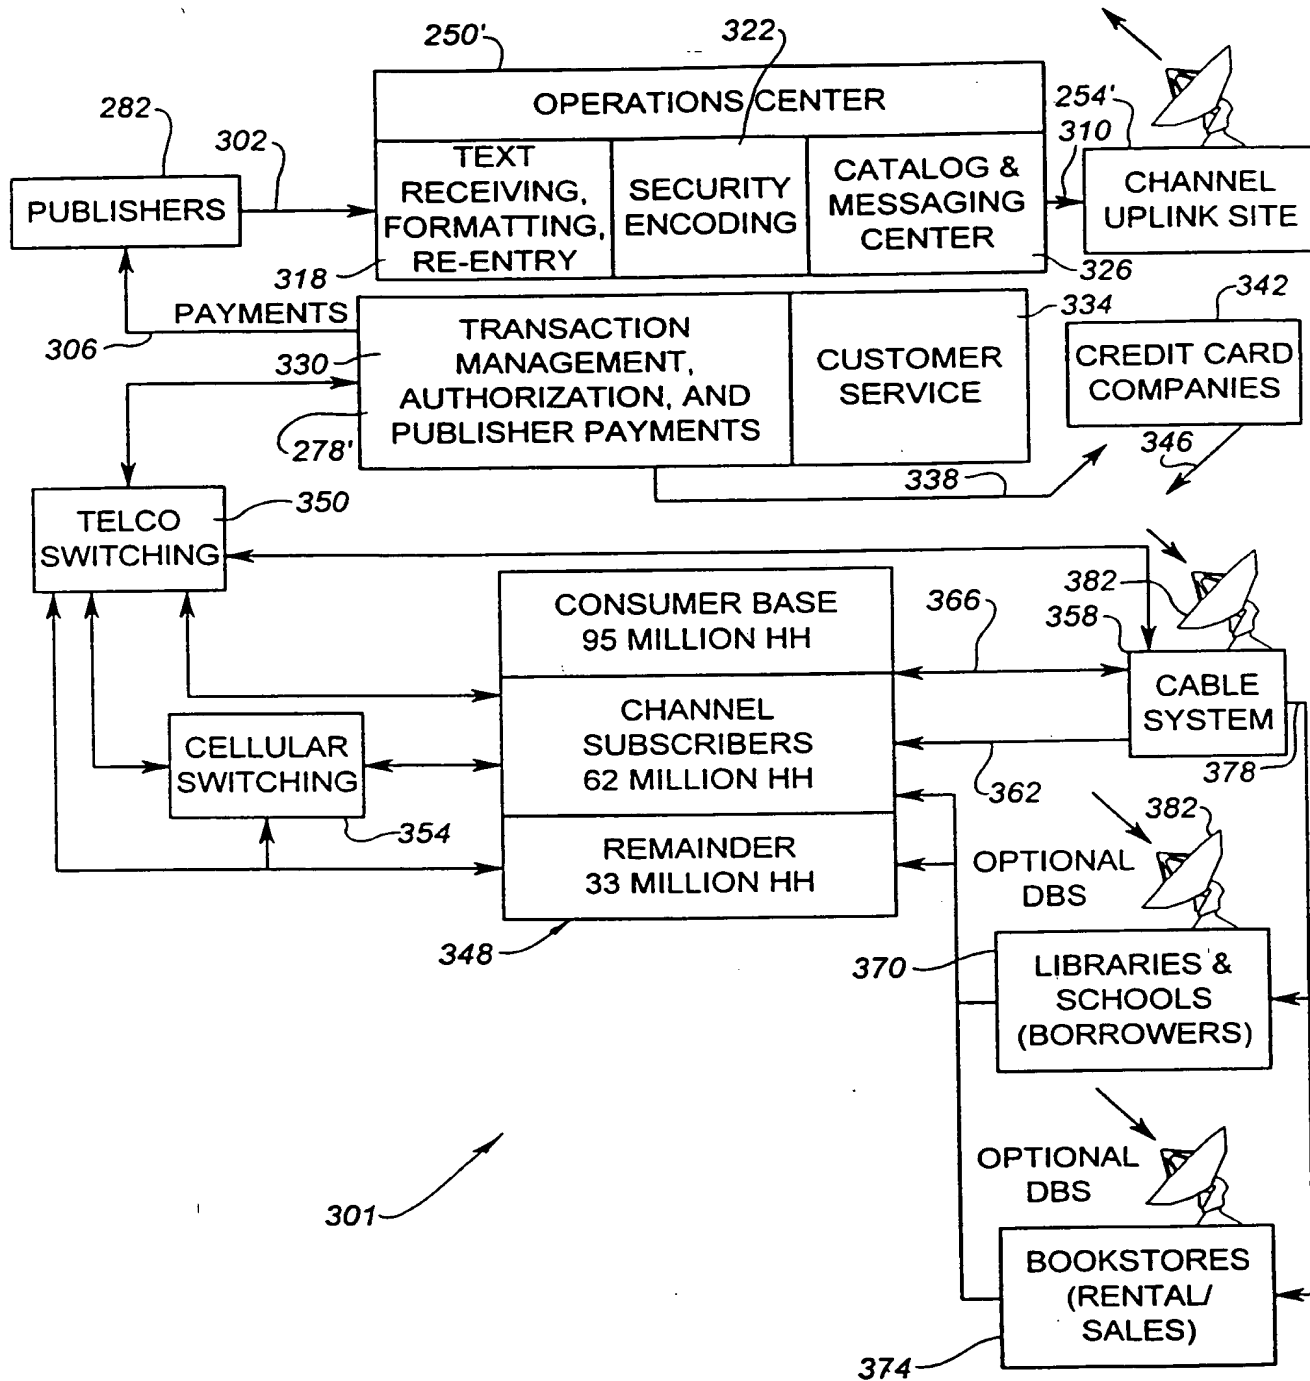 322
250'
OPERATIONS CENTER
254'
282
302
310
PUBLISHERS
TEXT
RECEIVING,
FORMATTING,
RE-ENTRY
318
SECURITY
ENCODING
CATALOG &
MESSAGING
CENTER
326
CHANNEL
UPLINK SITE
PAYMENTS
306
330
TRANSACTION
MANAGEMENT,
AUTHORIZATION, AND
PUBLISHER PAYMENTS
278'
334
CUSTOMER
SERVICE
342
CREDIT CARD
COMPANIES
346
338
350
TELCO
SWITCHING
CONSUMER BASE
95 MILLION HH
366
382
358
CABLE
SYSTEM
378
CHANNEL
SUBSCRIBERS
62 MILLION HH
362
CELLULAR
SWITCHING
354
REMAINDER
33 MILLION HH
348
382
OPTIONAL
DBS
370
LIBRARIES &
SCHOOLS
(BORROWERS)
301
OPTIONAL
DBS
BOOKSTORES
(RENTAL/
SALES)
374